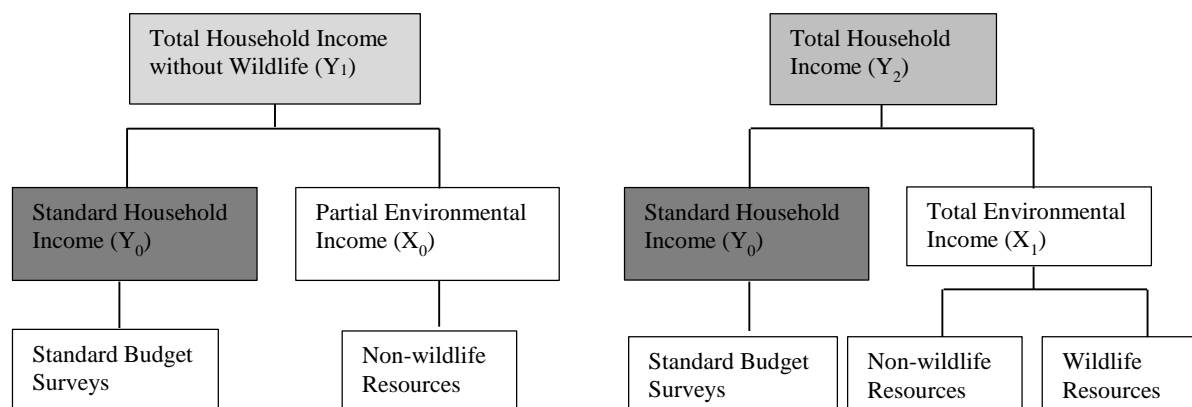 Total Household Income
without Wildlife (Y₁)
Standard Household
Income (Y₀)
Partial Environmental
Income (X₀)
Standard Budget
Surveys
Non-wildlife
Resources
Total Household
Income (Y₂)
Standard Household
Income (Y₀)
Total Environmental
Income (X₁)
Standard Budget
Surveys
Non-wildlife
Resources
Wildlife
Resources